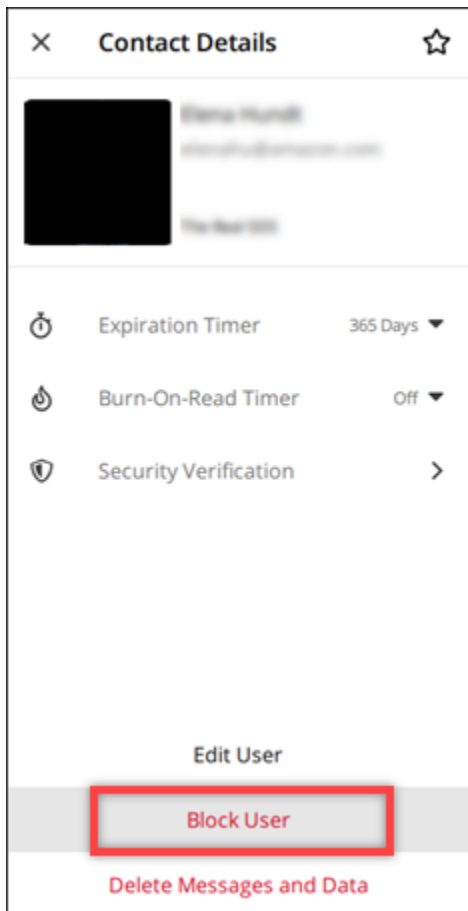 Contact Details
Expiration Timer 365 Days
Burn-On-Read Timer Off
Security Verification
Edit User
Block User
Delete Messages and Data